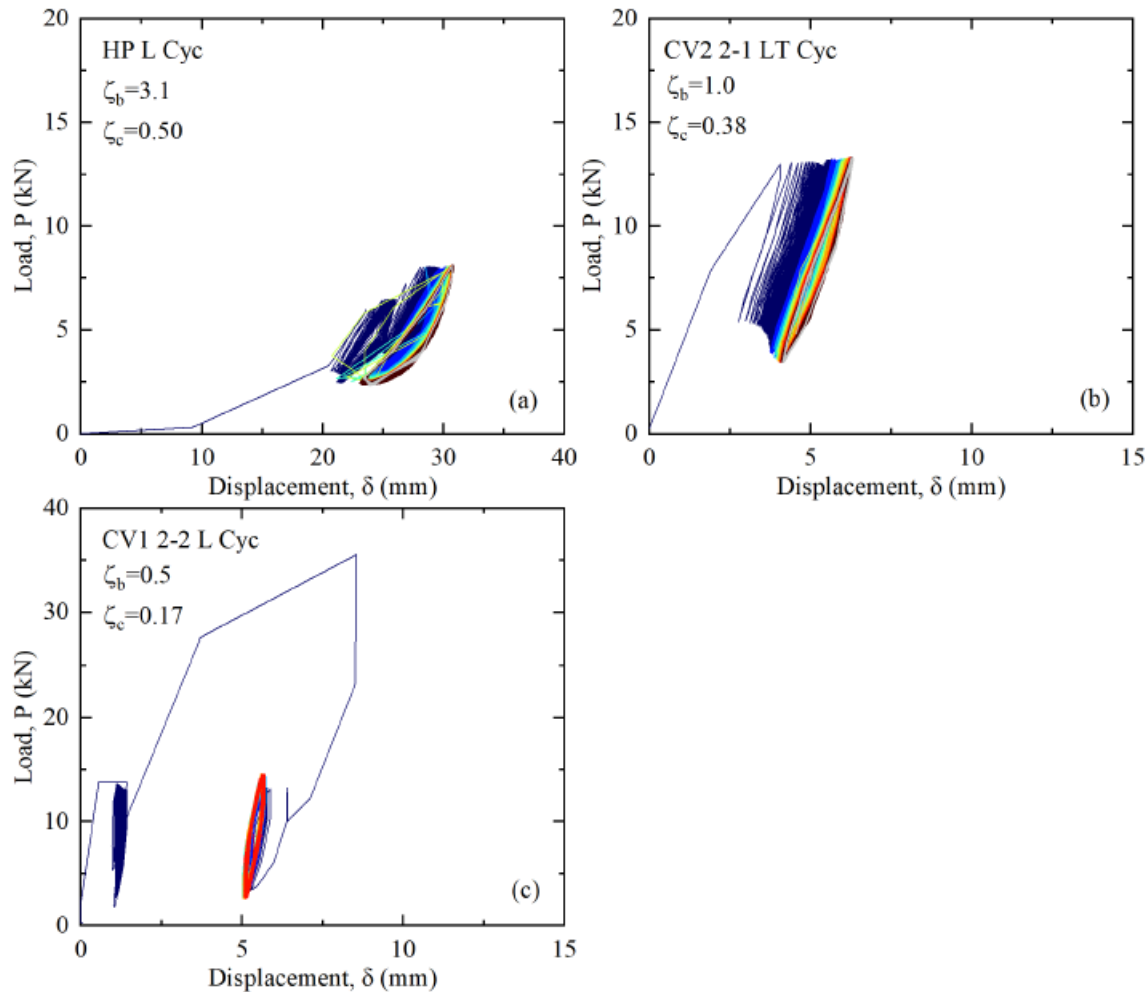 20
15
10
5
0
Load, P (kN)
HP L Cyc
ζb=3.1
ζc=0.50
(a)
0
10
20
30
40
Displacement, δ (mm)
20
15
10
5
0
Load, P (kN)
CV2 2-1 LT Cyc
ζb=1.0
ζc=0.38
(b)
0
5
10
15
Displacement, δ (mm)
40
30
20
10
0
Load, P (kN)
CV1 2-2 L Cyc
ζb=0.5
ζc=0.17
(c)
0
5
10
15
Displacement, δ (mm)